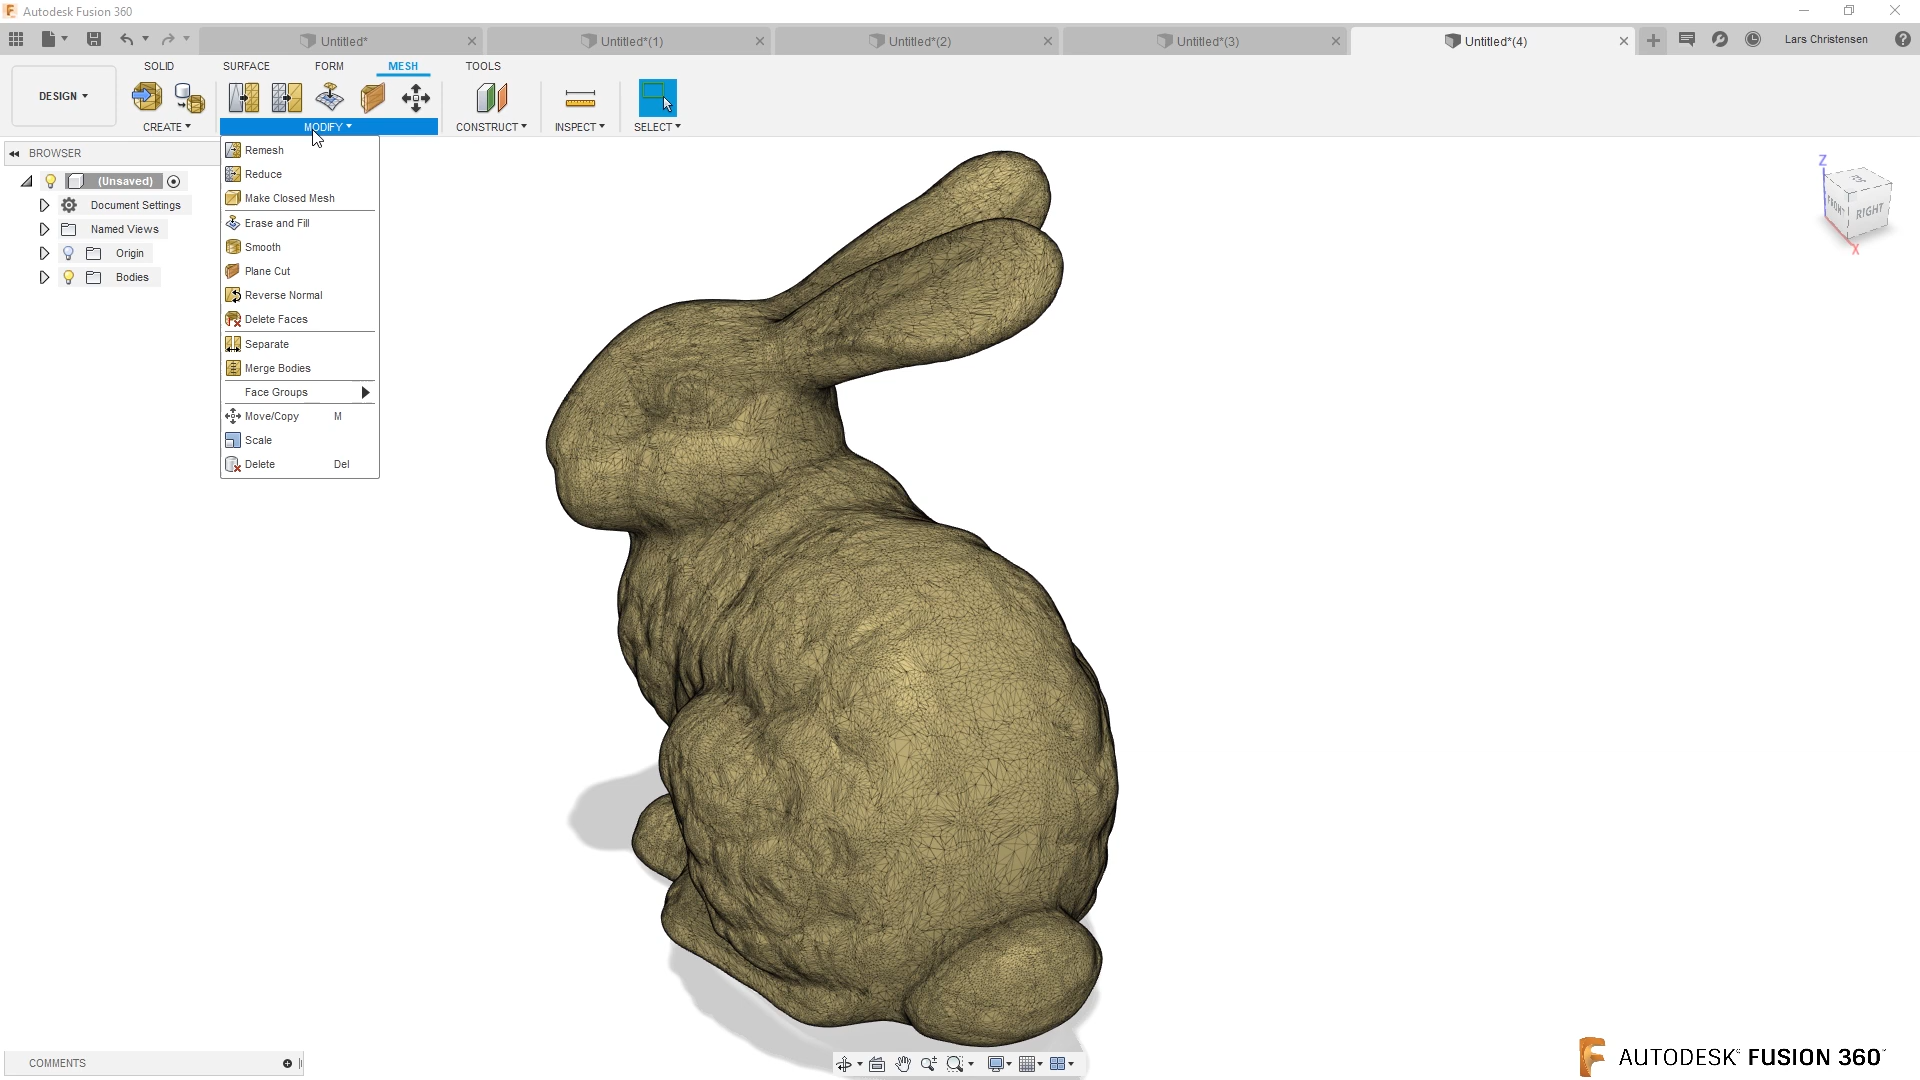 Autodesk Fusion 360
Untitled*
Untitled*(1)
Untitled*(2)
Untitled*(3)
Untitled*(4)
Lars Christensen
SOLID
SURFACE
FORM
MESH
TOOLS
DESIGN
CREATE
MODIFY
CONSTRUCT
INSPECT
SELECT
BROWSER
(Unsaved)
Document Settings
Named Views
Origin
Bodies
Remesh
Reduce
Make Closed Mesh
Erase and Fill
Smooth
Plane Cut
Reverse Normal
Delete Faces
Separate
Merge Bodies
Face Groups
Move/Copy M
Scale
Delete Del
Z
TOP
FRONT
RIGHT
X
COMMENTS
AUTODESK® FUSION 360™